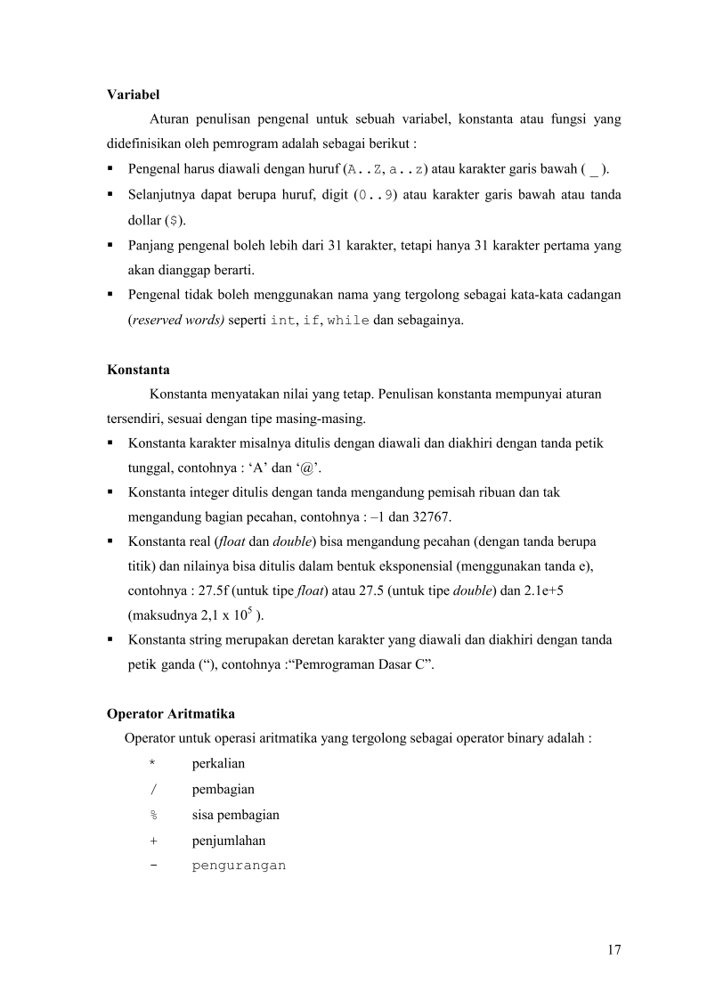 Variabel
Aturan penulisan pengenal untuk sebuah variabel, konstanta atau fungsi yang
didefinisikan oleh pemrogram adalah sebagai berikut :
▪ Pengenal harus diawali dengan huruf (A..Z, a..z) atau karakter garis bawah ( _ ).
▪ Selanjutnya dapat berupa huruf, digit (0..9) atau karakter garis bawah atau tanda
dollar ($).
▪ Panjang pengenal boleh lebih dari 31 karakter, tetapi hanya 31 karakter pertama yang
akan dianggap berarti.
▪ Pengenal tidak boleh menggunakan nama yang tergolong sebagai kata-kata cadangan
(reserved words) seperti int, if, while dan sebagainya.
Konstanta
Konstanta menyatakan nilai yang tetap. Penulisan konstanta mempunyai aturan
tersendiri, sesuai dengan tipe masing-masing.
▪ Konstanta karakter misalnya ditulis dengan diawali dan diakhiri dengan tanda petik
tunggal, contohnya : ‘A’ dan ‘@’.
▪ Konstanta integer ditulis dengan tanda mengandung pemisah ribuan dan tak
mengandung bagian pecahan, contohnya : –1 dan 32767.
▪ Konstanta real (float dan double) bisa mengandung pecahan (dengan tanda berupa
titik) dan nilainya bisa ditulis dalam bentuk eksponensial (menggunakan tanda e),
contohnya : 27.5f (untuk tipe float) atau 27.5 (untuk tipe double) dan 2.1e+5
(maksudnya 2,1 x 10⁵ ).
▪ Konstanta string merupakan deretan karakter yang diawali dan diakhiri dengan tanda
petik ganda (“), contohnya :“Pemrograman Dasar C”.
Operator Aritmatika
Operator untuk operasi aritmatika yang tergolong sebagai operator binary adalah :
* perkalian
/ pembagian
% sisa pembagian
+ penjumlahan
- pengurangan
17